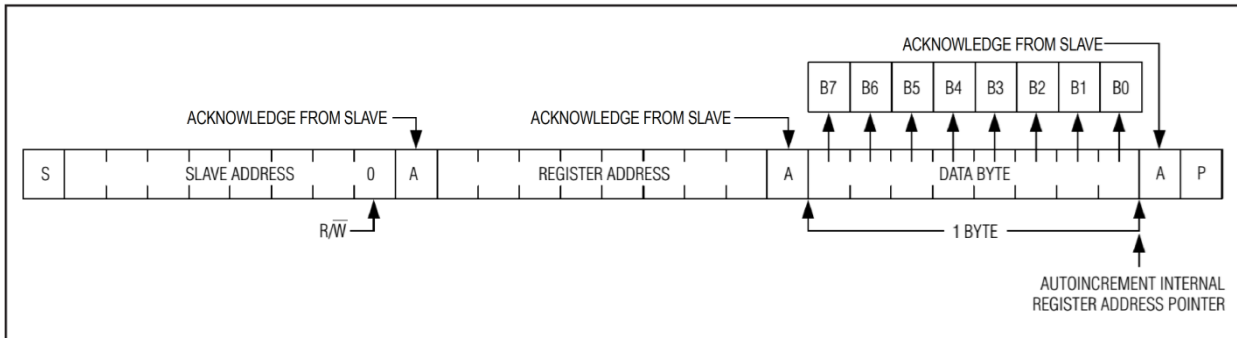 ACKNOWLEDGE FROM SLAVE
B7 B6 B5 B4 B3 B2 B1 B0
ACKNOWLEDGE FROM SLAVE ACKNOWLEDGE FROM SLAVE
S SLAVE ADDRESS 0 A REGISTER ADDRESS A DATA BYTE A P
R/W̅ 1 BYTE
AUTOINCREMENT INTERNAL
REGISTER ADDRESS POINTER